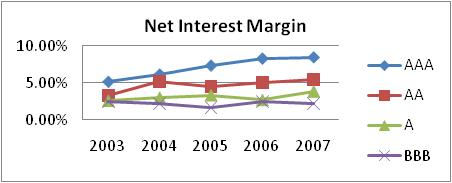 Net Interest Margin
10.00%
5.00%
0.00%
2003 2004 2005 2006 2007
AAA
AA
A
BBB